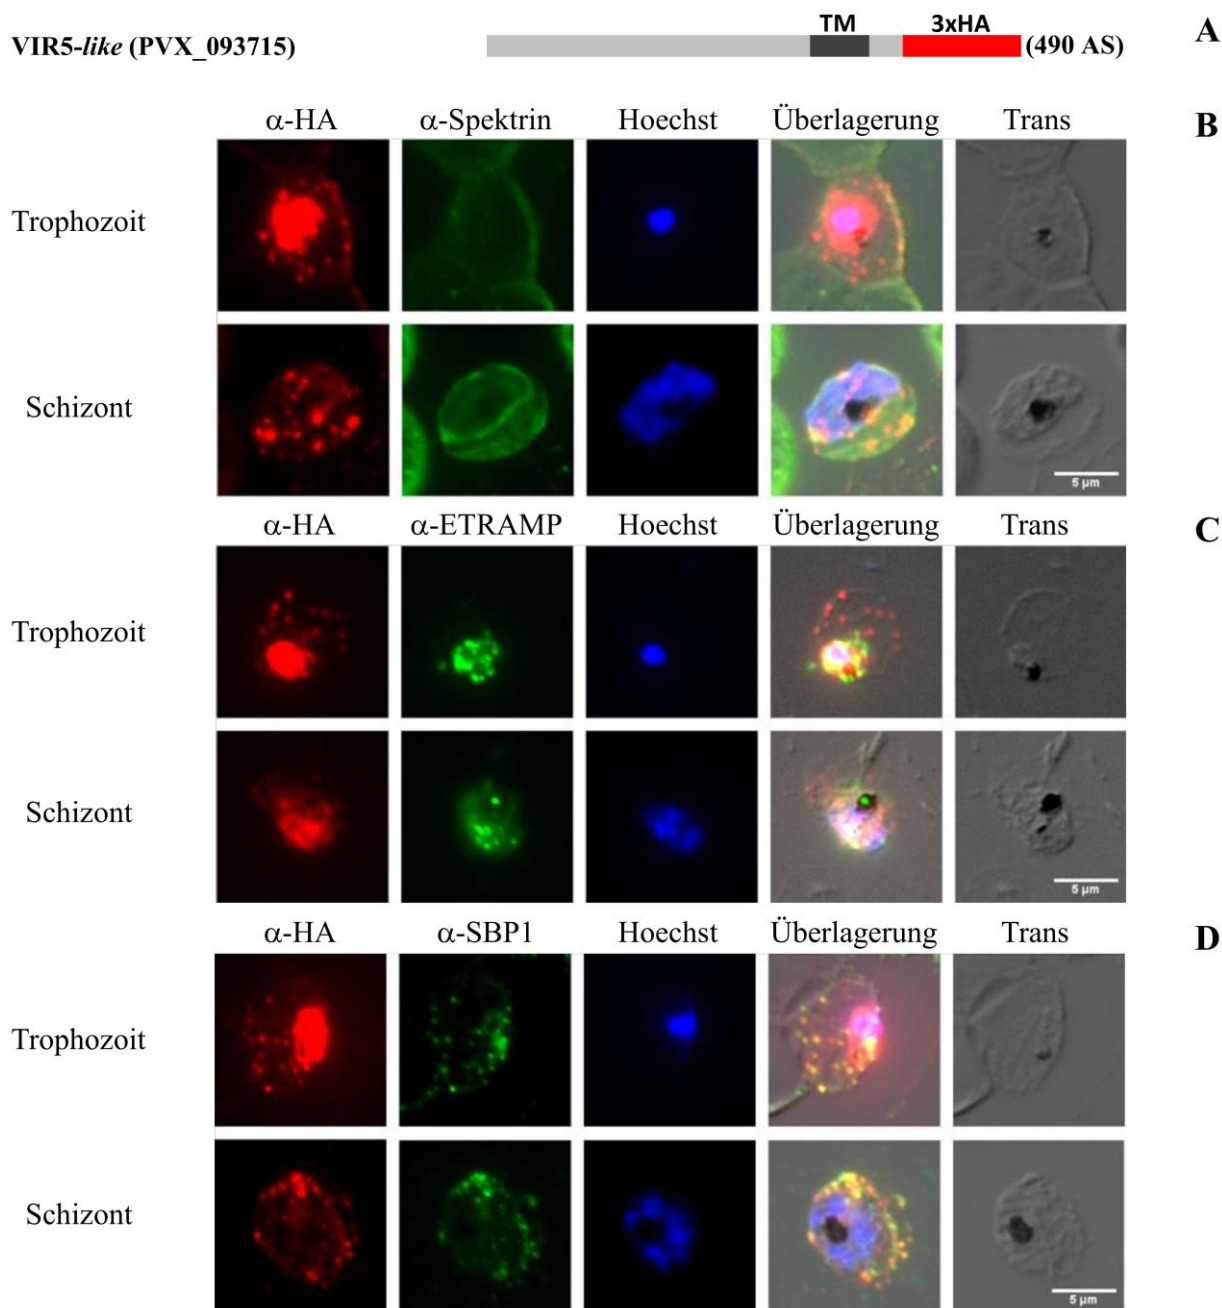 TM 3xHA A
VIR5-like (PVX_093715) (490 AS)
α-HA α-Spektrin Hoechst Überlagerung Trans B
Trophozoit
Schizont
5 µm
α-HA α-ETRAMP Hoechst Überlagerung Trans C
Trophozoit
Schizont
5 µm
α-HA α-SBP1 Hoechst Überlagerung Trans D
Trophozoit
Schizont
5 µm